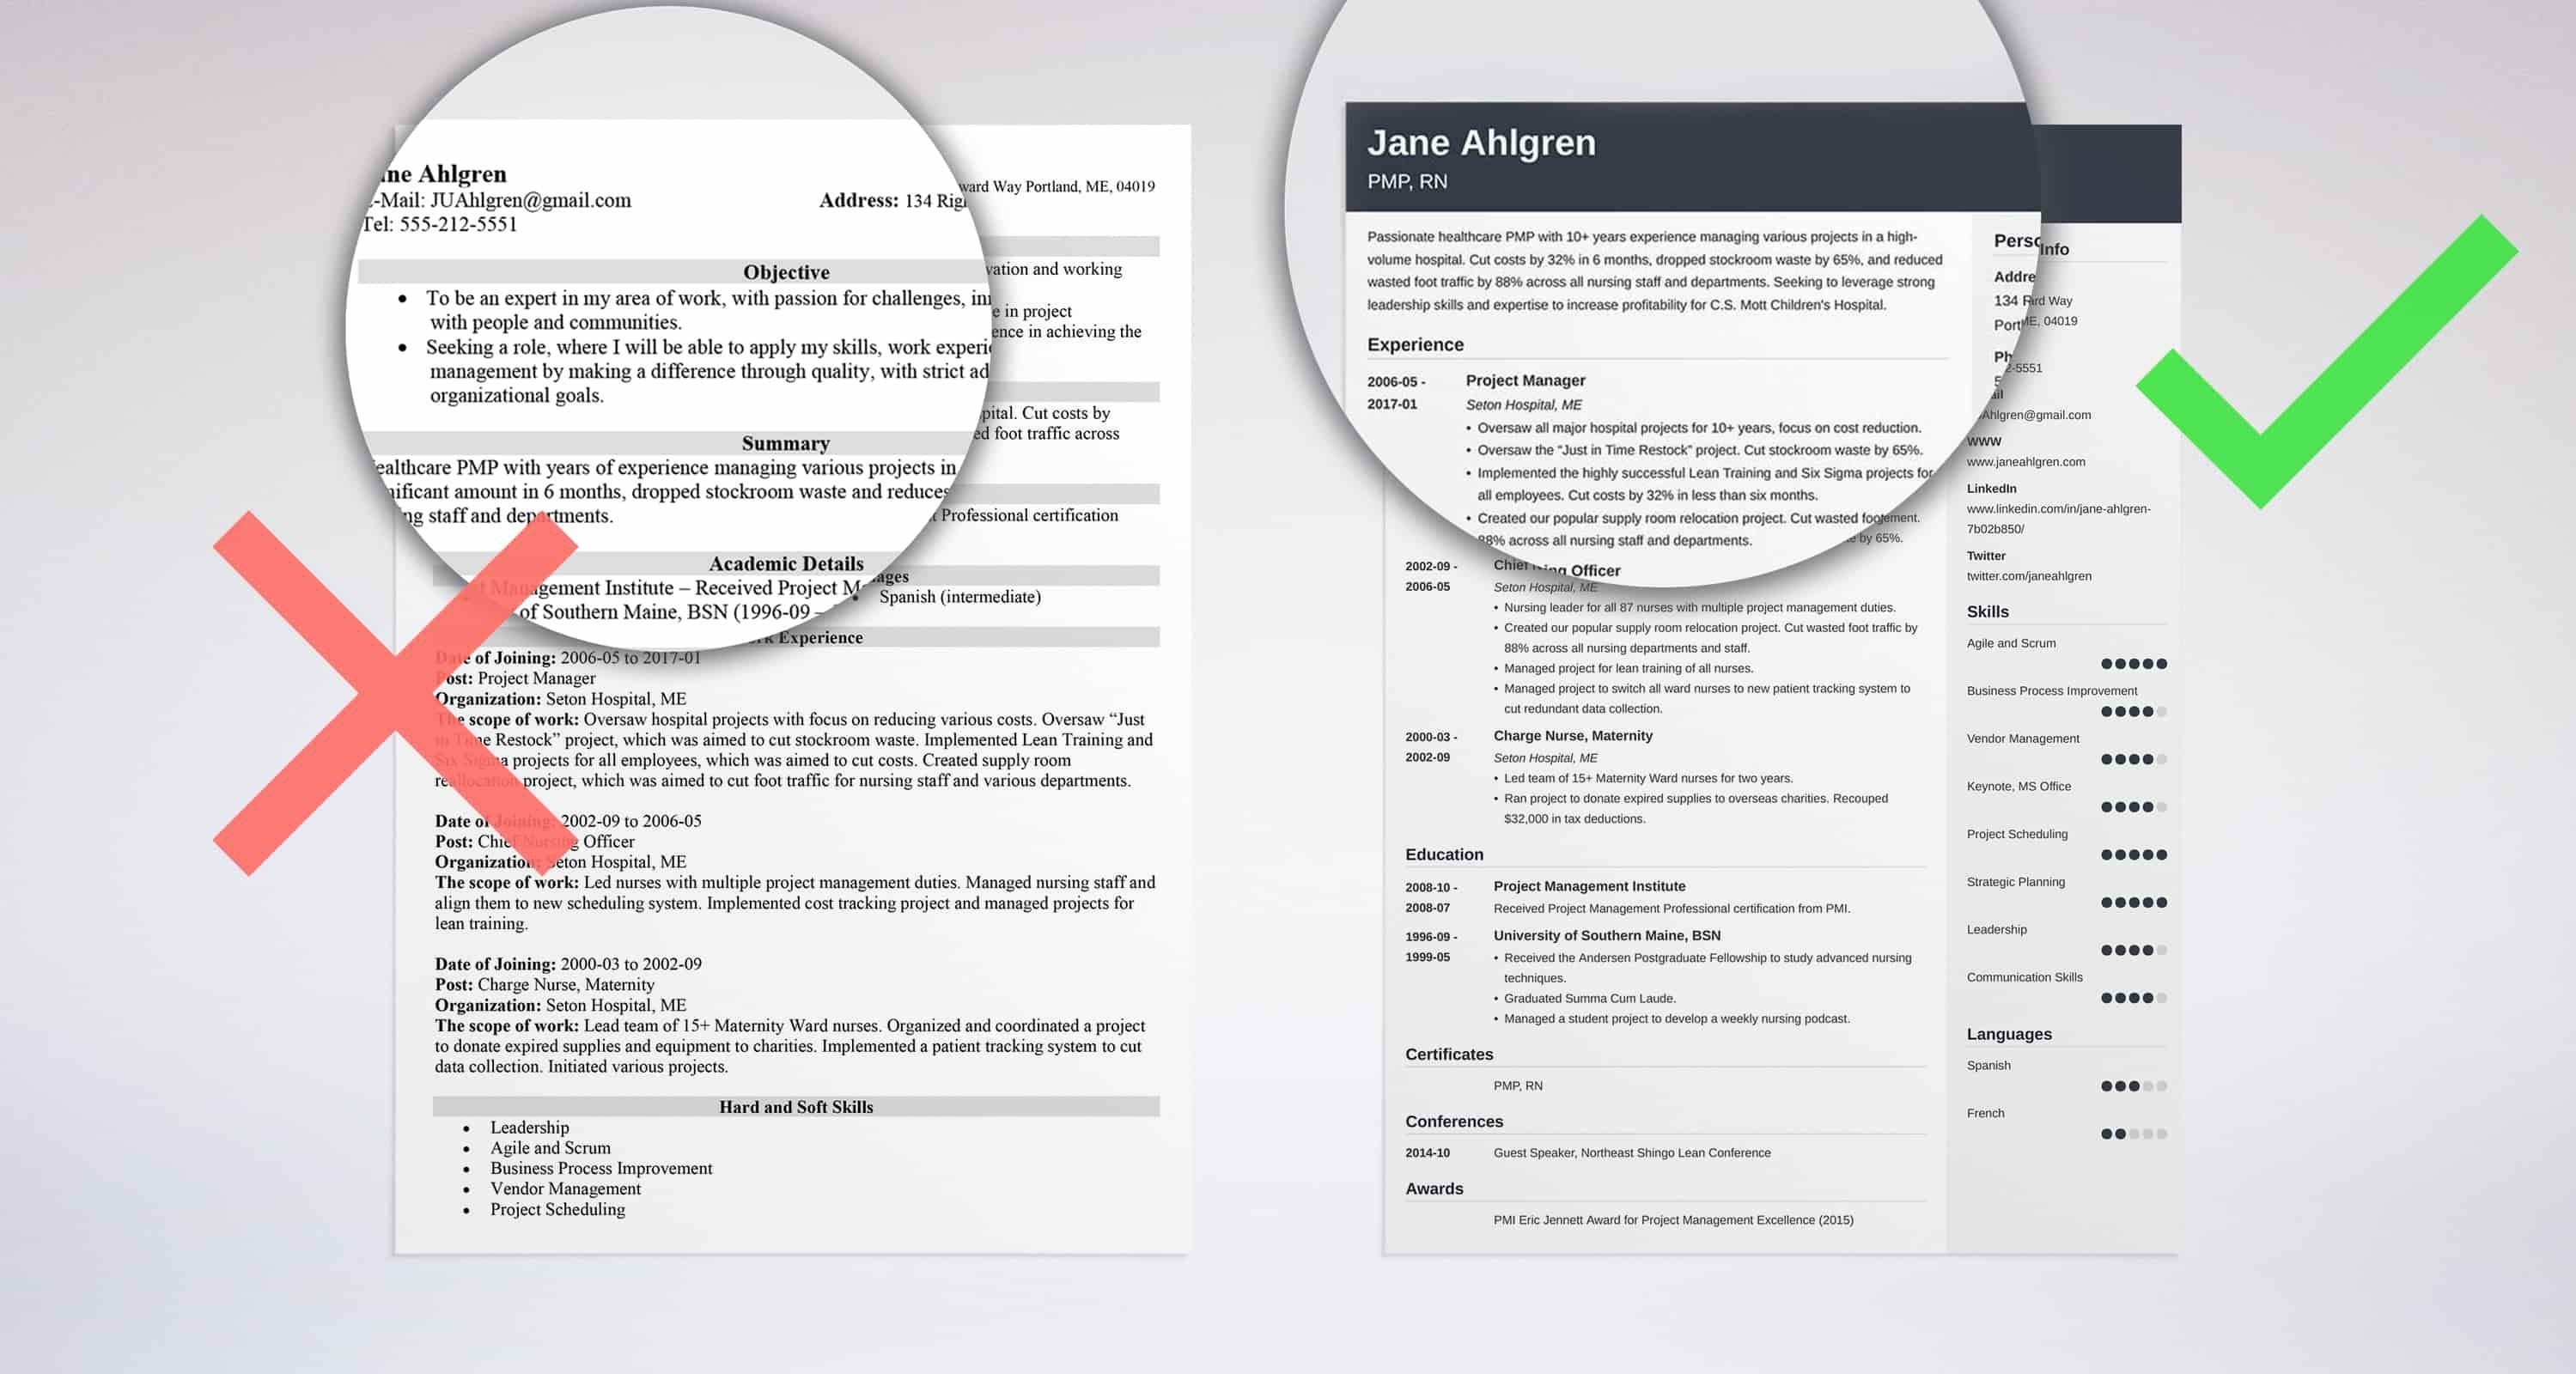 ne Ahlgren
-Mail: JUAhlgren@gmail.com
Tel: 555-212-5551
Address: 134 Rig
ward Way Portland, ME, 04019
Objective
• To be an expert in my area of work, with passion for challenges, in
vation and working
with people and communities.
• Seeking a role, where I will be able to apply my skills, work experi
e in project
management by making a difference through quality, with strict ad
ence in achieving the
organizational goals.
Summary
ealthcare PMP with years of experience managing various projects in
pital. Cut costs by
nificant amount in 6 months, dropped stockroom waste and reduces
ed foot traffic across
ng staff and departments.
Academic Details
t Management Institute – Received Project M
t Professional certification
of Southern Maine, BSN (1996-09 –
ages
• Spanish (intermediate)
k Experience
Date of Joining: 2006-05 to 2017-01
Post: Project Manager
Organization: Seton Hospital, ME
The scope of work: Oversaw hospital projects with focus on reducing various costs. Oversaw “Just
in Time Restock” project, which was aimed to cut stockroom waste. Implemented Lean Training and
Six Sigma projects for all employees, which was aimed to cut costs. Created supply room
reallocation project, which was aimed to cut foot traffic for nursing staff and various departments.
Date of Joining: 2002-09 to 2006-05
Post: Chief Nursing Officer
Organization: Seton Hospital, ME
The scope of work: Led nurses with multiple project management duties. Managed nursing staff and
align them to new scheduling system. Implemented cost tracking project and managed projects for
lean training.
Date of Joining: 2000-03 to 2002-09
Post: Charge Nurse, Maternity
Organization: Seton Hospital, ME
The scope of work: Lead team of 15+ Maternity Ward nurses. Organized and coordinated a project
to donate expired supplies and equipment to charities. Implemented a patient tracking system to cut
data collection. Initiated various projects.
Hard and Soft Skills
• Leadership
• Agile and Scrum
• Business Process Improvement
• Vendor Management
• Project Scheduling
Jane Ahlgren
PMP, RN
Passionate healthcare PMP with 10+ years experience managing various projects in a high-
volume hospital. Cut costs by 32% in 6 months, dropped stockroom waste by 65%, and reduced
wasted foot traffic by 88% across all nursing staff and departments. Seeking to leverage strong
leadership skills and expertise to increase profitability for C.S. Mott Children's Hospital.
Experience
2006-05 -
2017-01
Project Manager
Seton Hospital, ME
• Oversaw all major hospital projects for 10+ years, focus on cost reduction.
• Oversaw the "Just in Time Restock" project. Cut stockroom waste by 65%.
• Implemented the highly successful Lean Training and Six Sigma projects for
all employees. Cut costs by 32% in less than six months.
• Created our popular supply room relocation project. Cut wasted foo
ement.
88% across all nursing staff and departments.
e by 65%.
2002-09 -
2006-05
Chief
ing Officer
Seton Hospital, ME
• Nursing leader for all 87 nurses with multiple project management duties.
• Created our popular supply room relocation project. Cut wasted foot traffic by
88% across all nursing departments and staff.
• Managed project for lean training of all nurses.
• Managed project to switch all ward nurses to new patient tracking system to
cut redundant data collection.
2000-03 -
2002-09
Charge Nurse, Maternity
Seton Hospital, ME
• Led team of 15+ Maternity Ward nurses for two years.
• Ran project to donate expired supplies to overseas charities. Recouped
$32,000 in tax deductions.
Education
2008-10 -
2008-07
Project Management Institute
Received Project Management Professional certification from PMI.
1996-09 -
1999-05
University of Southern Maine, BSN
• Received the Andersen Postgraduate Fellowship to study advanced nursing
techniques.
• Graduated Summa Cum Laude.
• Managed a student project to develop a weekly nursing podcast.
Certificates
PMP, RN
Conferences
2014-10
Guest Speaker, Northeast Shingo Lean Conference
Awards
PMI Eric Jennett Award for Project Management Excellence (2015)
Perso
Info
Addre
134 R
rd Way
Port
ME, 04019
Ph
2-5551
5
ail
Ahlgren@gmail.com
WWW
www.janeahlgren.com
LinkedIn
www.linkedin.com/in/jane-ahlgren-
7b02b850/
Twitter
twitter.com/janeahlgren
Skills
Agile and Scrum
Business Process Improvement
Vendor Management
Keynote, MS Office
Project Scheduling
Strategic Planning
Leadership
Communication Skills
Languages
Spanish
French